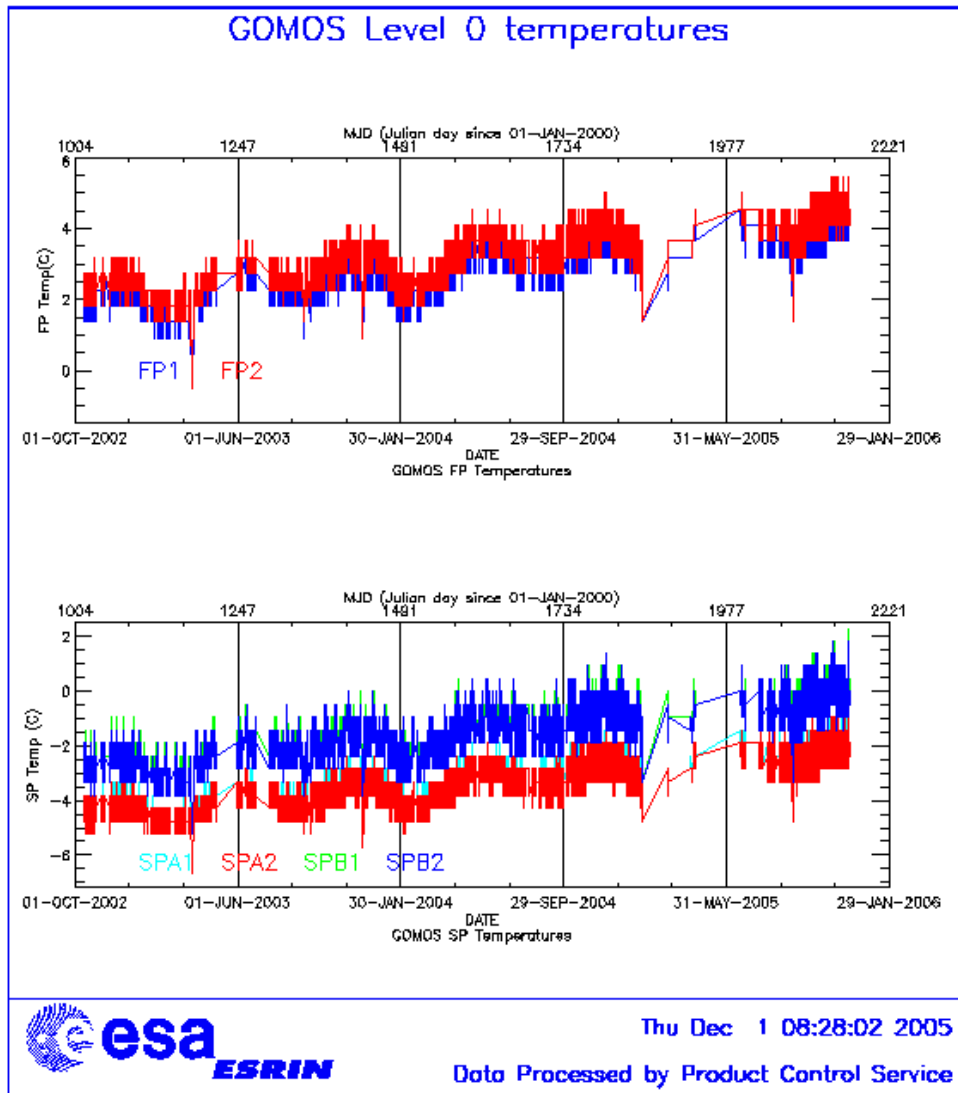 GOMOS Level 0 temperatures
MJD (Julian day since 01-JAN-2000)
1004 1247 1491 1734 1977 2221
FP Temp(C)
6
4
2
0
FP1 FP2
01-OCT-2002 01-JUN-2003 30-JAN-2004 29-SEP-2004 31-MAY-2005 29-JAN-2006
DATE
GOMOS FP Temperatures
MJD (Julian day since 01-JAN-2000)
1004 1247 1491 1734 1977 2221
SP Temp (C)
2
0
-2
-4
-6
SPA1 SPA2 SPB1 SPB2
01-OCT-2002 01-JUN-2003 30-JAN-2004 29-SEP-2004 31-MAY-2005 29-JAN-2006
DATE
GOMOS SP Temperatures
esa
ESRIN
Thu Dec 1 08:28:02 2005
Data Processed by Product Control Service